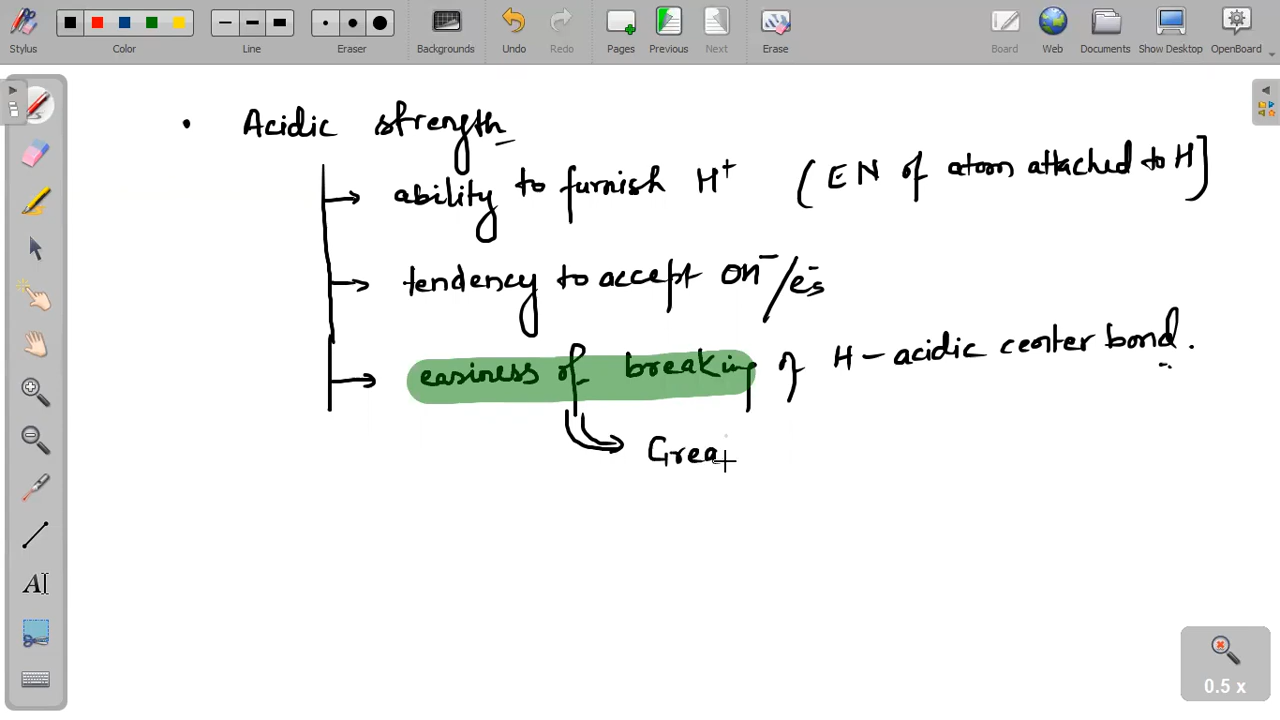 Stylus Color Line Eraser Backgrounds Undo Redo Pages Previous Next Erase Board Web Documents Show Desktop OpenBoard
• Acidic strength
→ ability to furnish H⁺ (EN of atom attached to H]
→ tendency to accept OH⁻/e⁻s
→ easiness of breaking of H-acidic center bond.
Grea
AI
0.5 x